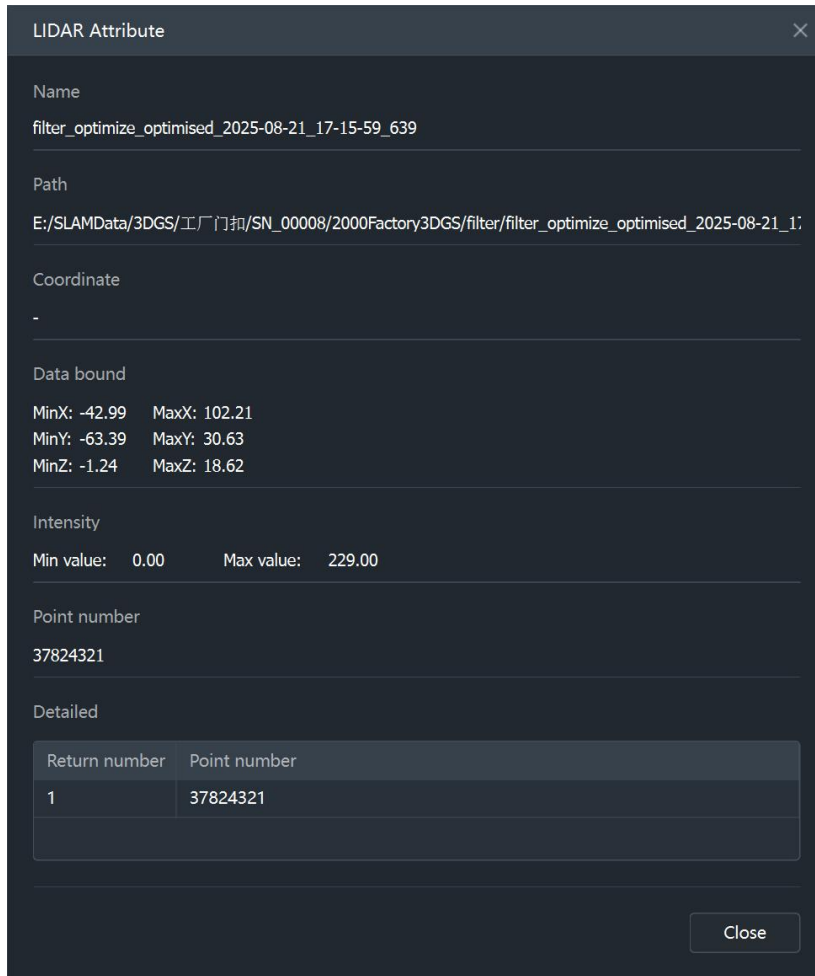 LIDAR Attribute
Name
filter_optimize_optimised_2025-08-21_17-15-59_639
Path
E:/SLAMData/3DGS/工厂门扣/SN_00008/2000Factory3DGS/filter/filter_optimize_optimised_2025-08-21_17
Coordinate
-
Data bound
MinX: -42.99 MaxX: 102.21
MinY: -63.39 MaxY: 30.63
MinZ: -1.24 MaxZ: 18.62
Intensity
Min value: 0.00 Max value: 229.00
Point number
37824321
Detailed
Return number Point number
1 37824321
Close